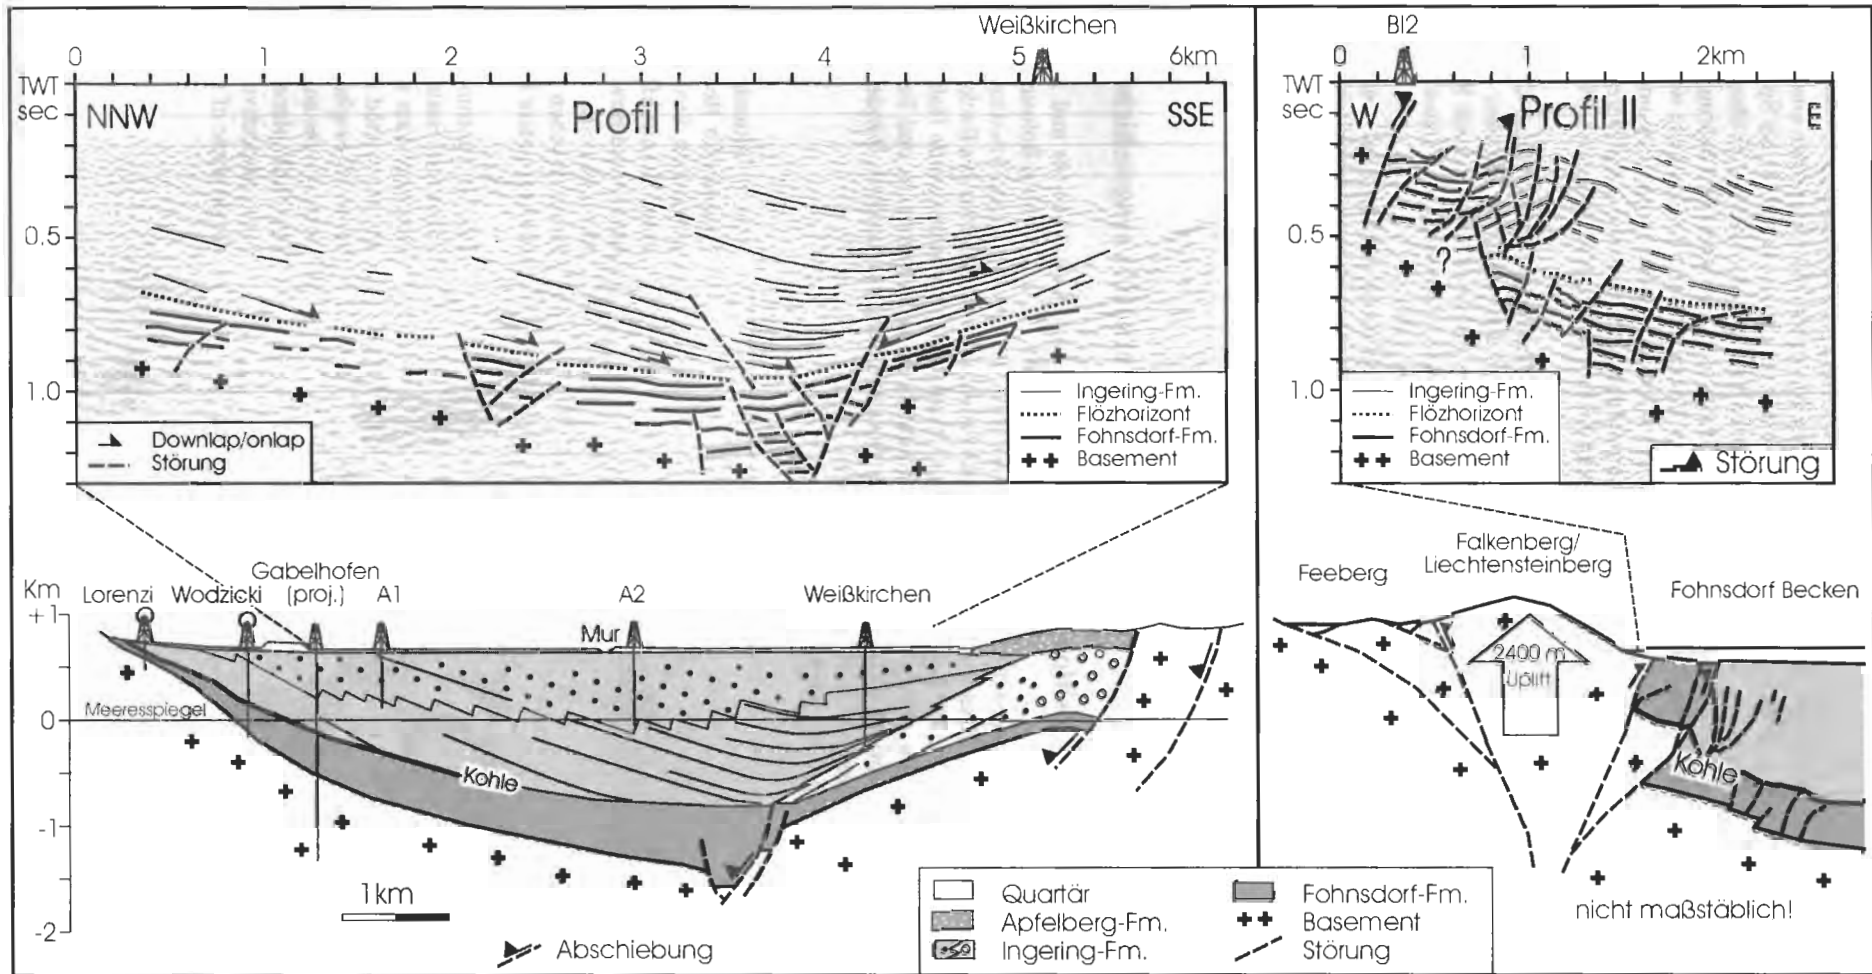 Weißkirchen
0 1 2 3 4 5 6km
TWT
sec
NNW
Profil I
SSE
0.5
1.0
Downlap/onlap
Störung
Ingering-Fm.
Flözhorizont
Fohnsdorf-Fm.
Basement
Bl2
0 1 2km
TWT
sec
W
Profil II
E
0.5
?
1.0
Ingering-Fm.
Flözhorizont
Fohnsdorf-Fm.
Basement
Störung
Km
Lorenzi
Wodzicki
Gabelhofen
(proj.)
A1
A2
Weißkirchen
+1
Mur
Meeresspiegel
0
Kohle
-1
1km
-2
Abschiebung
Feeberg
Falkenberg/
Liechtensteinberg
Fohnsdorf Becken
2400 m
Uplift
Kohle
nicht maßstäblich!
Quartär
Apfelberg-Fm.
Ingering-Fm.
Fohnsdorf-Fm.
Basement
Störung